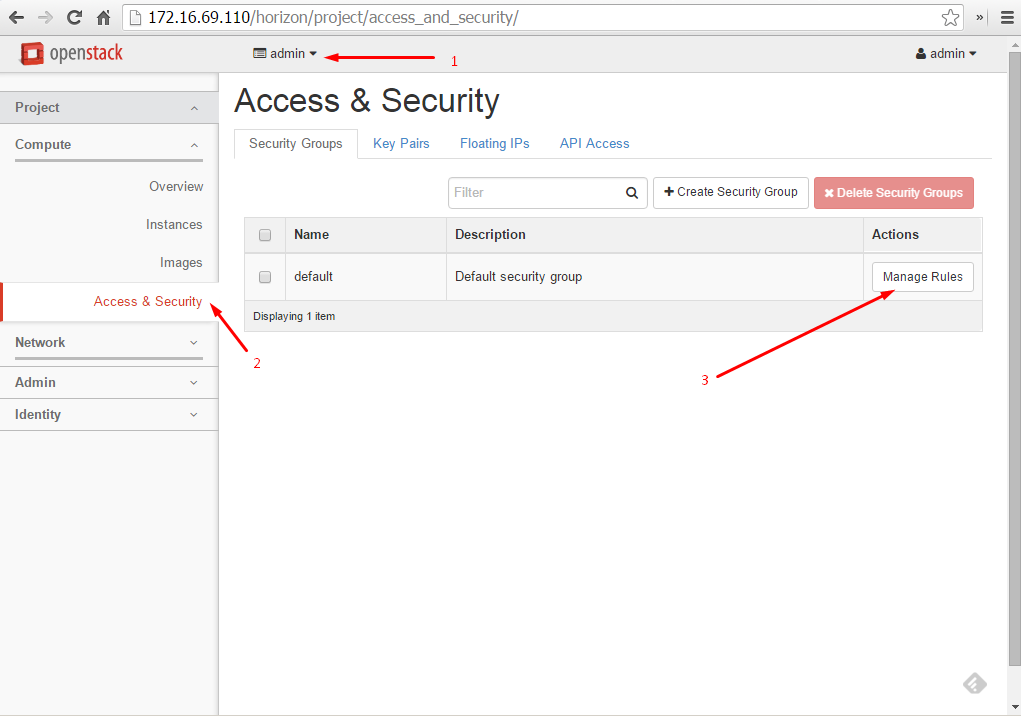 172.16.69.110/horizon/project/access_and_security/
»
openstack
admin
1
admin
Project
Compute
Overview
Instances
Images
Access & Security
2
Network
Admin
Identity
Access & Security
Security Groups Key Pairs Floating IPs API Access
Filter + Create Security Group ✖ Delete Security Groups
Name Description Actions
default Default security group Manage Rules
Displaying 1 item
3